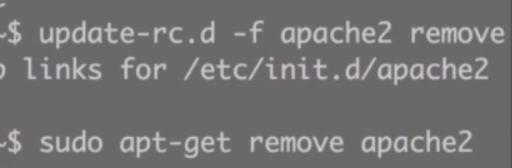 ~$ update-rc.d -f apache2 remove
links for /etc/init.d/apache2
~$ sudo apt-get remove apache2